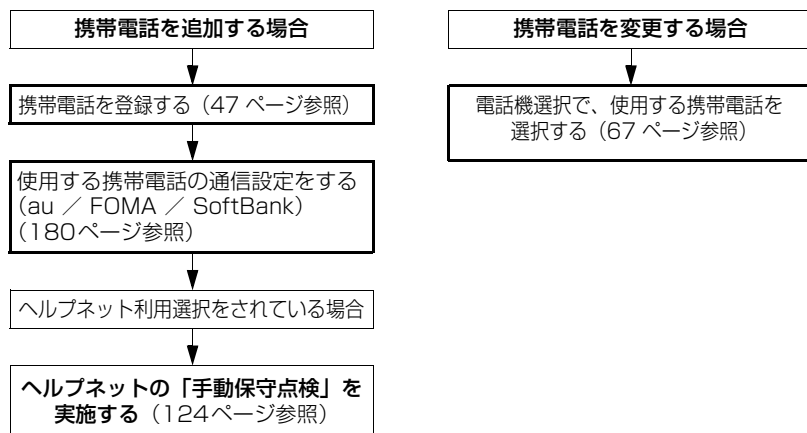 携帯電話を追加する場合
携帯電話を登録する（47 ページ参照）
使用する携帯電話の通信設定をする
（au ／ FOMA ／ SoftBank）
（180ページ参照）
ヘルプネット利用選択をされている場合
ヘルプネットの「手動保守点検」を
実施する（124ページ参照）
携帯電話を変更する場合
電話機選択で、使用する携帯電話を
選択する（67 ページ参照）